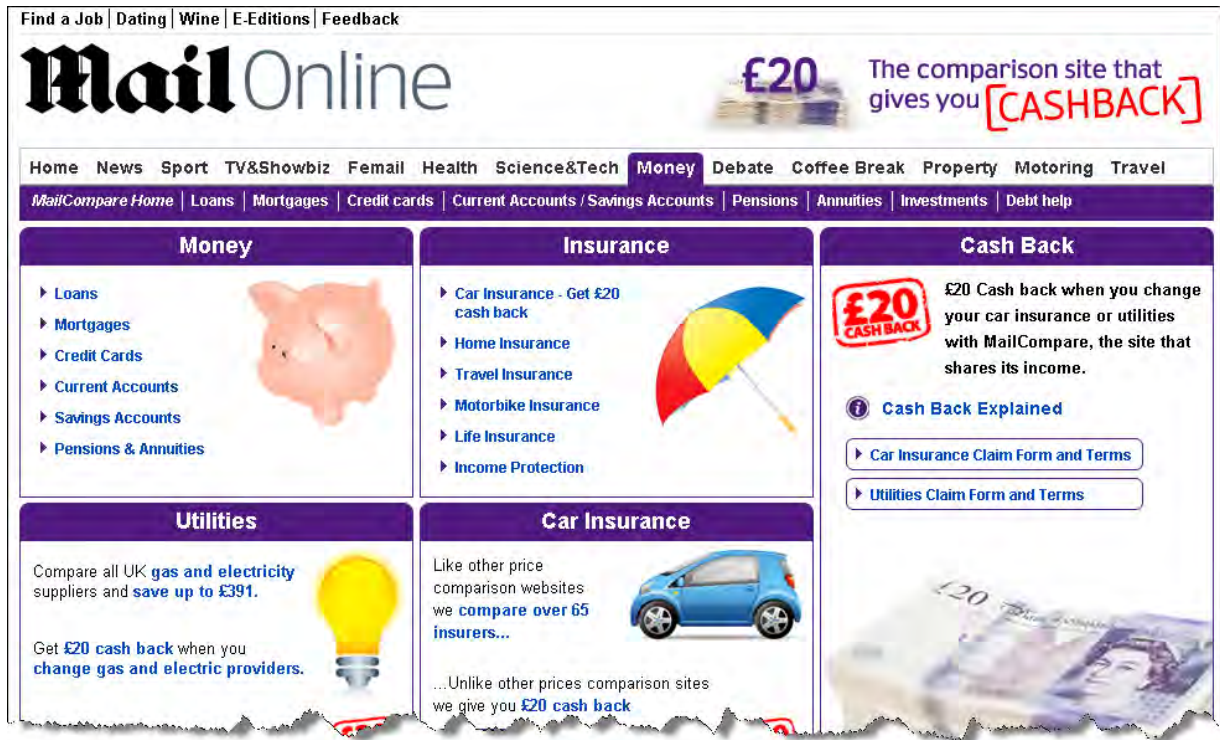 Find a Job | Dating | Wine | E-Editions | Feedback
Mail Online
£20
The comparison site that
gives you [CASHBACK]
Home News Sport TV&Showbiz Femail Health Science&Tech Money Debate Coffee Break Property Motoring Travel
MailCompare Home | Loans | Mortgages | Credit cards | Current Accounts / Savings Accounts | Pensions | Annuities | Investments | Debt help
Money
Loans
Mortgages
Credit Cards
Current Accounts
Savings Accounts
Pensions & Annuities
Insurance
Car Insurance - Get £20
cash back
Home Insurance
Travel Insurance
Motorbike Insurance
Life Insurance
Income Protection
Cash Back
£20
CASH BACK
£20 Cash back when you change
your car insurance or utilities
with MailCompare, the site that
shares its income.
i Cash Back Explained
Car Insurance Claim Form and Terms
Utilities Claim Form and Terms
£20
Utilities
Compare all UK gas and electricity
suppliers and save up to £391.
Get £20 cash back when you
change gas and electric providers.
Car Insurance
Like other price
comparison websites
we compare over 65
insurers...
...Unlike other prices comparison sites
we give you £20 cash back